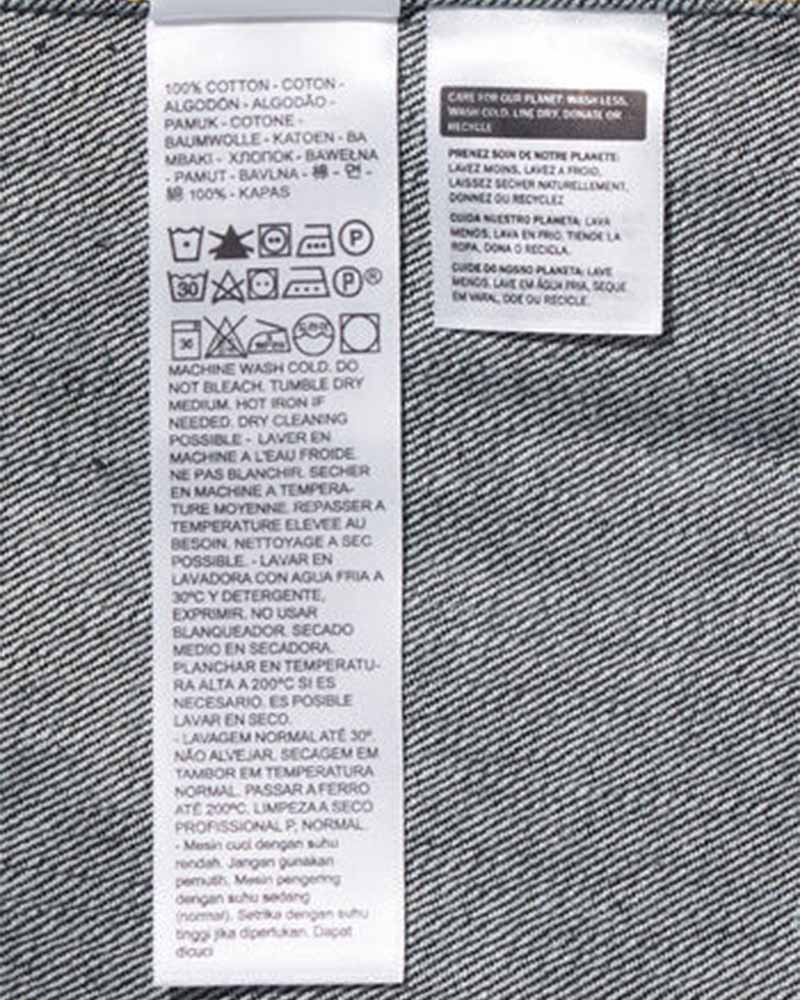 100% COTTON - COTON -
ALGODÓN - ALGODÃO -
PAMUK - COTONE -
BAUMWOLLE - KATOEN - BA
MBAKI - ХЛОПОК - BAWEŁNA
- PAMUT - BAVLNA - 棉 - 면 -
綿 100% - KAPAS
P
30 P®
30
MACHINE WASH COLD. DO
NOT BLEACH. TUMBLE DRY
MEDIUM. HOT IRON IF
NEEDED. DRY CLEANING
POSSIBLE - LAVER EN
MACHINE A L'EAU FROIDE.
NE PAS BLANCHIR. SECHER
EN MACHINE A TEMPERA-
TURE MOYENNE. REPASSER A
TEMPERATURE ELEVEE AU
BESOIN. NETTOYAGE A SEC
POSSIBLE. - LAVAR EN
LAVADORA CON AGUA FRIA A
30ºC Y DETERGENTE,
EXPRIMIR. NO USAR
BLANQUEADOR. SECADO
MEDIO EN SECADORA.
PLANCHAR EN TEMPERATU-
RA ALTA A 200ºC SI ES
NECESARIO. ES POSIBLE
LAVAR EN SECO.
- LAVAGEM NORMAL ATÉ 30º.
NÃO ALVEJAR. SECAGEM EM
TAMBOR EM TEMPERATURA
NORMAL. PASSAR A FERRO
ATÉ 200ºC. LIMPEZA A SECO
PROFISSIONAL P, NORMAL.
- Mesin cuci dengan suhu
rendah. Jangan gunakan
pemutih. Mesin pengering
dengan suhu sedang
(normal). Setrika dengan suhu
tinggi jika diperlukan. Dapat
dicuci
CARE FOR OUR PLANET: WASH LESS,
WASH COLD, LINE DRY, DONATE OR
RECYCLE
PRENEZ SOIN DE NOTRE PLANETE:
LAVEZ MOINS, LAVEZ A FROID,
LAISSEZ SECHER NATURELLEMENT,
DONNEZ OU RECYCLEZ
CUIDA NUESTRO PLANETA: LAVA
MENOS, LAVA EN FRIO, TIENDE LA
ROPA, DONA O RECICLA.
CUIDE DO NOSSO PLANETA: LAVE
MENOS, LAVE EM ÁGUA FRIA, SEQUE
EM VARAL, DOE OU RECICLE.